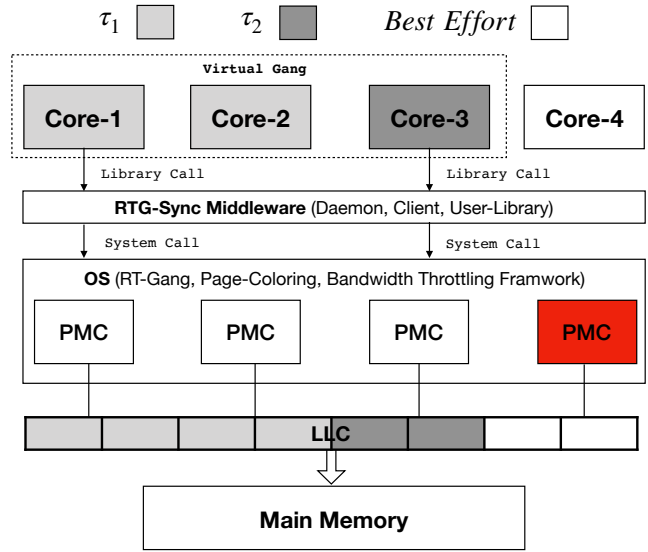 τ1 τ2 Best Effort
Virtual Gang
Core-1 Core-2 Core-3 Core-4
Library Call Library Call
RTG-Sync Middleware (Daemon, Client, User-Library)
System Call System Call
OS (RT-Gang, Page-Coloring, Bandwidth Throttling Framwork)
PMC PMC PMC PMC
LLC
Main Memory